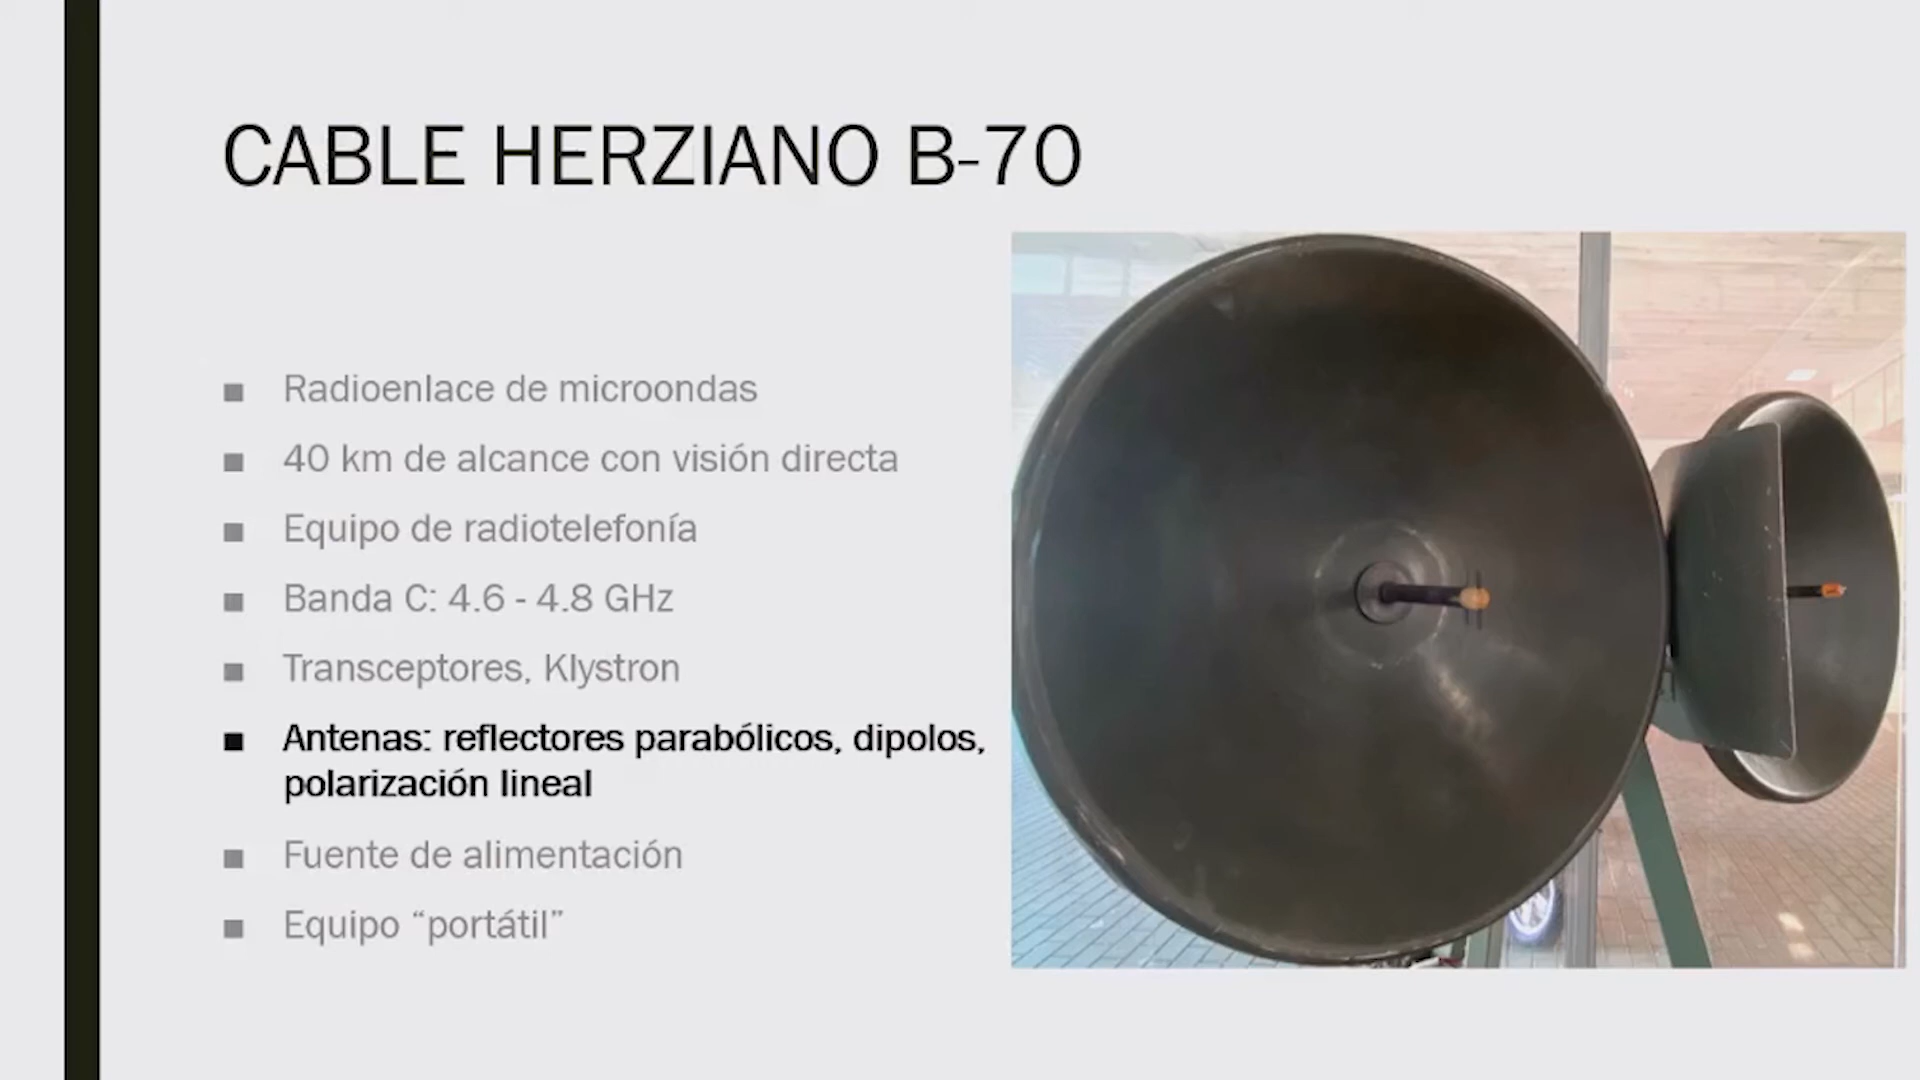 CABLE HERZIANO B-70
■ Radioenlace de microondas
■ 40 km de alcance con visión directa
■ Equipo de radiotelefonía
■ Banda C: 4.6 - 4.8 GHz
■ Transceptores, Klystron
■ Antenas: reflectores parabólicos, dipolos,
polarización lineal
■ Fuente de alimentación
■ Equipo “portátil”